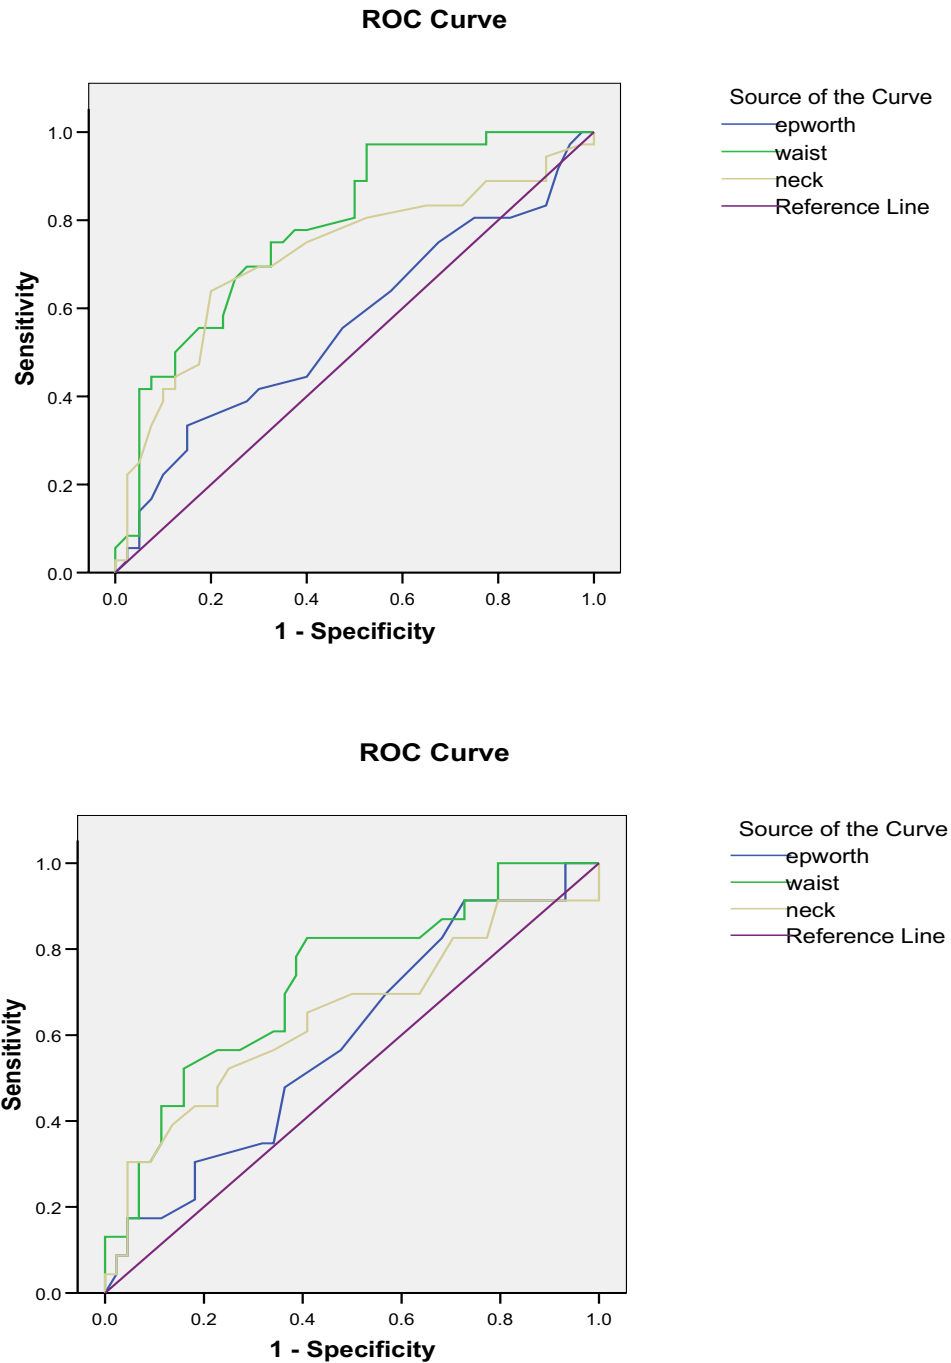 ROC Curve
Source of the Curve
epworth
waist
neck
Reference Line
1.0
0.8
0.6
0.4
0.2
0.0
Sensitivity
0.0 0.2 0.4 0.6 0.8 1.0
1 - Specificity
ROC Curve
Source of the Curve
epworth
waist
neck
Reference Line
1.0
0.8
0.6
0.4
0.2
0.0
Sensitivity
0.0 0.2 0.4 0.6 0.8 1.0
1 - Specificity